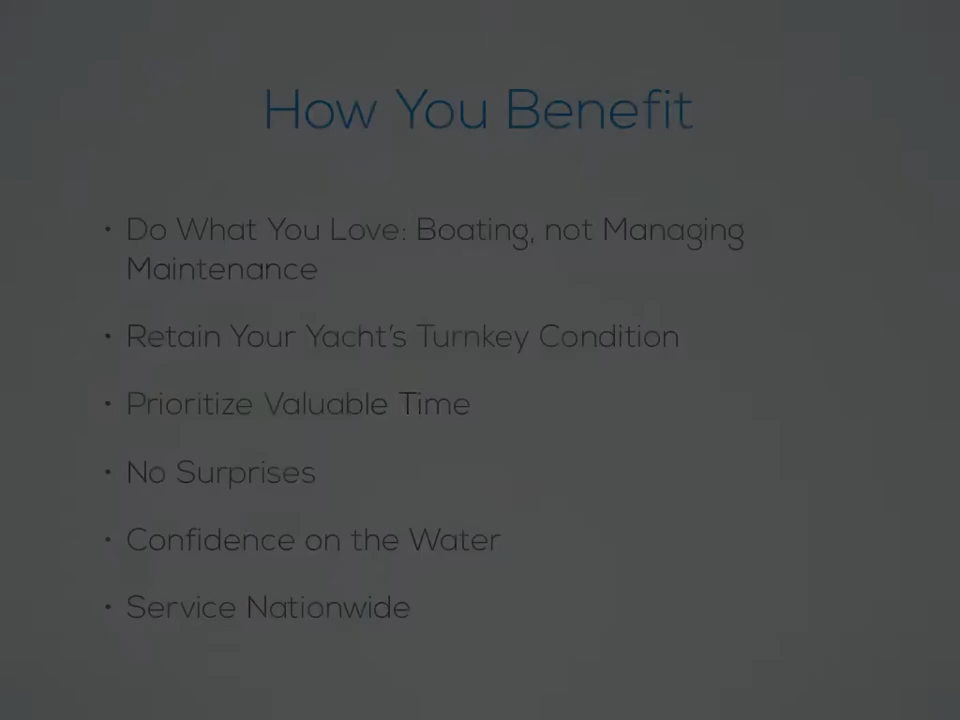 How You Benefit
• Do What You Love: Boating, not Managing
Maintenance
• Retain Your Yacht’s Turnkey Condition
• Prioritize Valuable Time
• No Surprises
• Confidence on the Water
• Service Nationwide